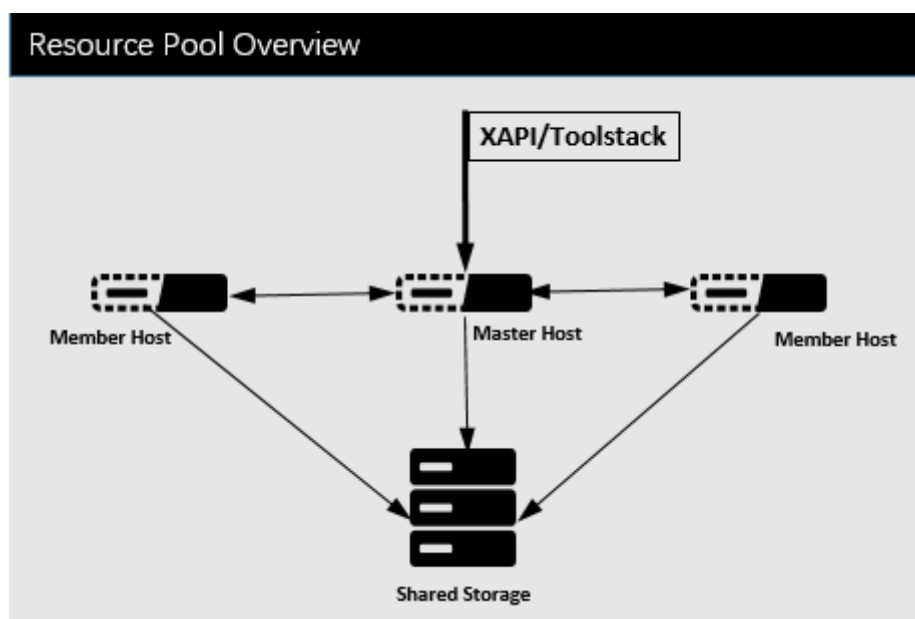 Resource Pool Overview
XAPI/Toolstack
Member Host
Master Host
Member Host
Shared Storage